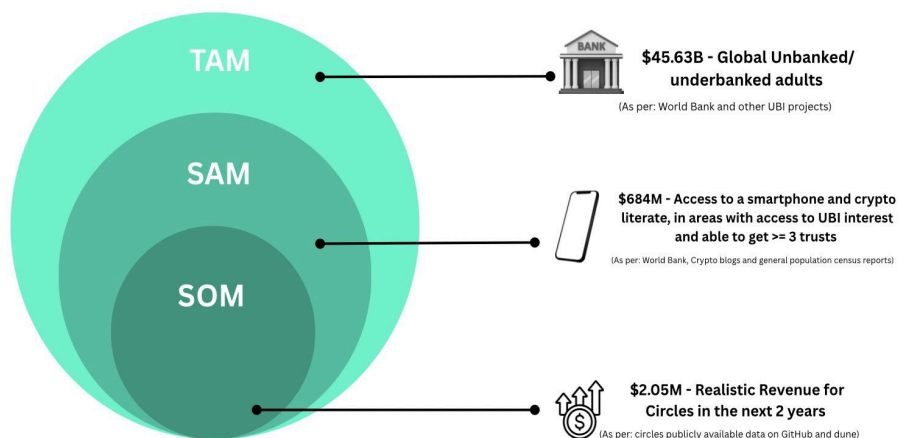 TAM
BANK
$45.63B - Global Unbanked/
underbanked adults
(As per: World Bank and other UBI projects)
SAM
$684M - Access to a smartphone and crypto
literate, in areas with access to UBI interest
and able to get >= 3 trusts
(As per: World Bank, Crypto blogs and general population census reports)
SOM
$2.05M - Realistic Revenue for
Circles in the next 2 years
(As per: circles publicly available data on GitHub and dune)
$